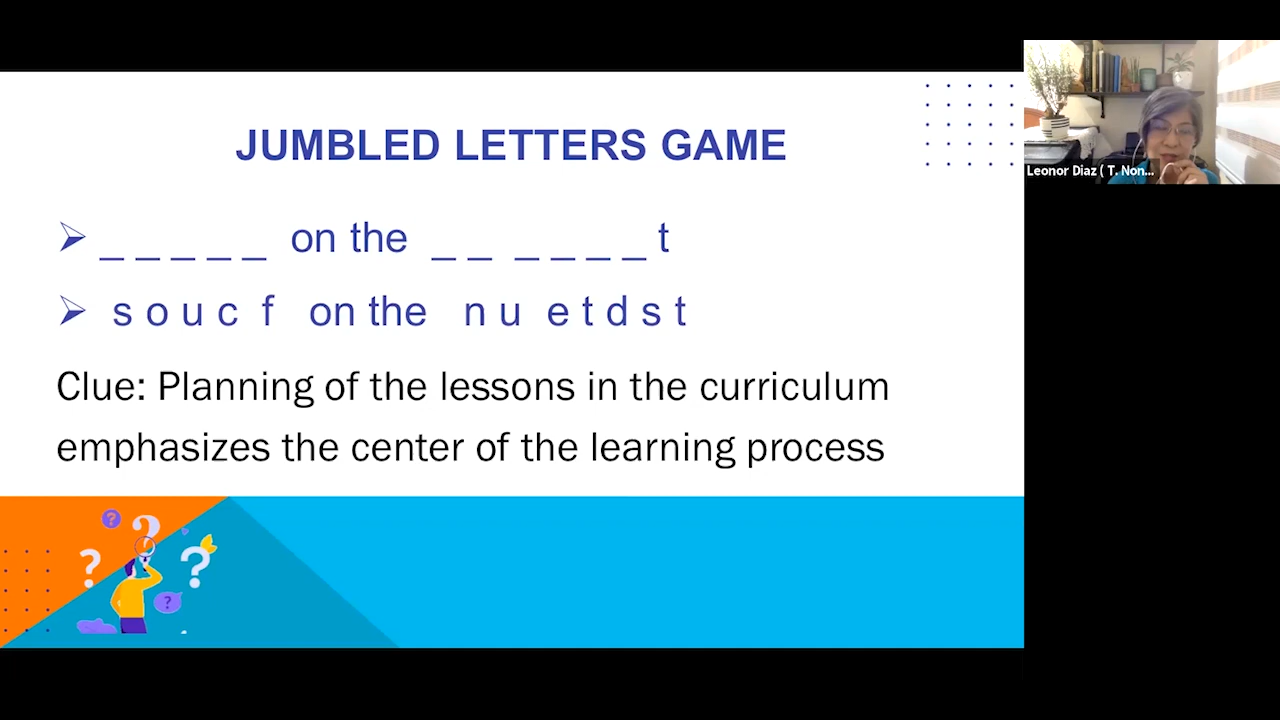 JUMBLED LETTERS GAME
_ _ _ _ _ on the _ _ _ _ _ _ t
s o u c f on the n u e t d s t
Clue: Planning of the lessons in the curriculum
emphasizes the center of the learning process
Leonor Diaz ( T. Non...
? ? ? ? ?